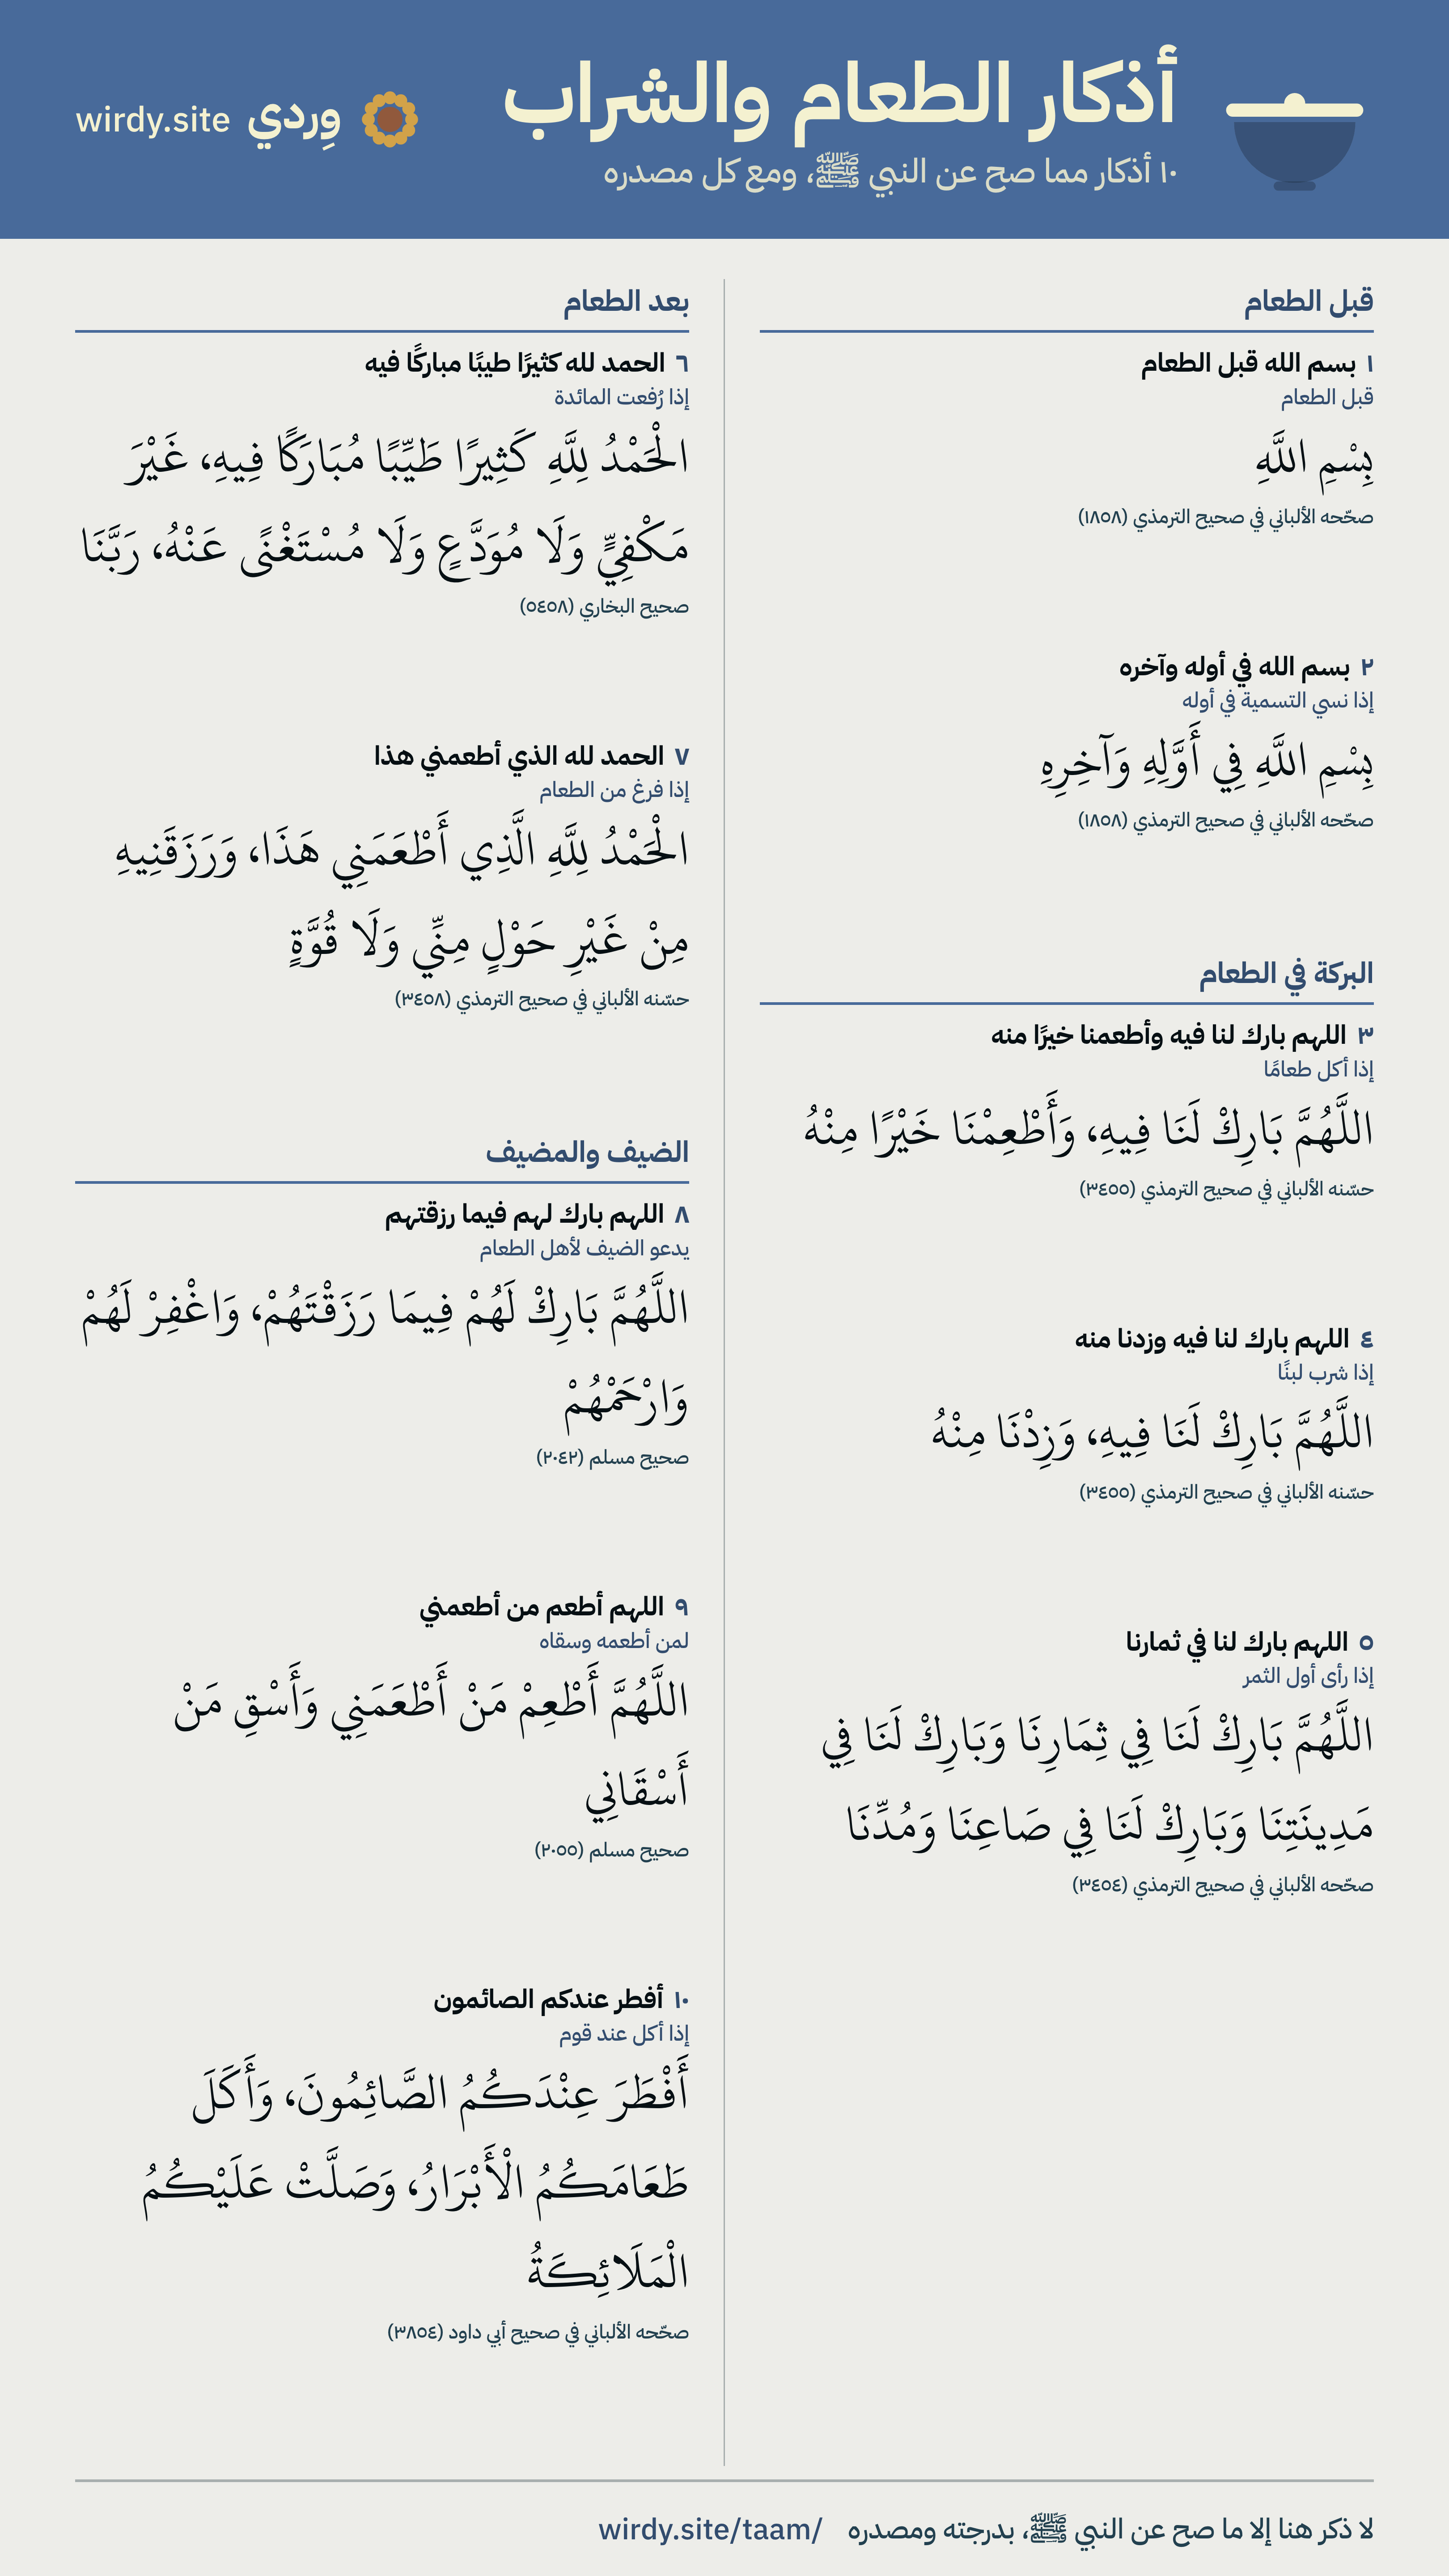 أذكار الطعام والشراب
١٠ أذكار مما صح عن النبي ﷺ، ومع كل مصدره
وِردي wirdy.site
قبل الطعام
١ بسم الله قبل الطعام
قبل الطعام
بِسْمِ اللَّهِ
صحّحه الألباني في صحيح الترمذي (١٨٥٨)
٢ بسم الله في أوله وآخره
إذا نسي التسمية في أوله
بِسْمِ اللَّهِ فِي أَوَّلِهِ وَآخِرِهِ
صحّحه الألباني في صحيح الترمذي (١٨٥٨)
البركة في الطعام
٣ اللهم بارك لنا فيه وأطعمنا خيرًا منه
إذا أكل طعامًا
اللَّهُمَّ بَارِكْ لَنَا فِيهِ، وَأَطْعِمْنَا خَيْرًا مِنْهُ
حسّنه الألباني في صحيح الترمذي (٣٤٥٥)
٤ اللهم بارك لنا فيه وزدنا منه
إذا شرب لبنًا
اللَّهُمَّ بَارِكْ لَنَا فِيهِ، وَزِدْنَا مِنْهُ
حسّنه الألباني في صحيح الترمذي (٣٤٥٥)
٥ اللهم بارك لنا في ثمارنا
إذا رأى أول الثمر
اللَّهُمَّ بَارِكْ لَنَا فِي ثِمَارِنَا وَبَارِكْ لَنَا فِي
مَدِينَتِنَا وَبَارِكْ لَنَا فِي صَاعِنَا وَمُدِّنَا
صحّحه الألباني في صحيح الترمذي (٣٤٥٤)
بعد الطعام
٦ الحمد لله كثيرًا طيبًا مباركًا فيه
إذا رُفعت المائدة
الْحَمْدُ لِلَّهِ كَثِيرًا طَيِّبًا مُبَارَكًا فِيهِ، غَيْرَ
مَكْفِيٍّ وَلَا مُوَدَّعٍ وَلَا مُسْتَغْنًى عَنْهُ، رَبَّنَا
صحيح البخاري (٥٤٥٨)
٧ الحمد لله الذي أطعمني هذا
إذا فرغ من الطعام
الْحَمْدُ لِلَّهِ الَّذِي أَطْعَمَنِي هَذَا، وَرَزَقَنِيهِ
مِنْ غَيْرِ حَوْلٍ مِنِّي وَلَا قُوَّةٍ
حسّنه الألباني في صحيح الترمذي (٣٤٥٨)
الضيف والمضيف
٨ اللهم بارك لهم فيما رزقتهم
يدعو الضيف لأهل الطعام
اللَّهُمَّ بَارِكْ لَهُمْ فِيمَا رَزَقْتَهُمْ، وَاغْفِرْ لَهُمْ
وَارْحَمْهُمْ
صحيح مسلم (٢٠٤٢)
٩ اللهم أطعم من أطعمني
لمن أطعمه وسقاه
اللَّهُمَّ أَطْعِمْ مَنْ أَطْعَمَنِي وَأَسْقِ مَنْ
أَسْقَانِي
صحيح مسلم (٢٠٥٥)
١٠ أفطر عندكم الصائمون
إذا أكل عند قوم
أَفْطَرَ عِنْدَكُمُ الصَّائِمُونَ، وَأَكَلَ
طَعَامَكُمُ الْأَبْرَارُ، وَصَلَّتْ عَلَيْكُمُ
الْمَلَائِكَةُ
صحّحه الألباني في صحيح أبي داود (٣٨٥٤)
لا ذكر هنا إلا ما صح عن النبي ﷺ، بدرجته ومصدره wirdy.site/taam/